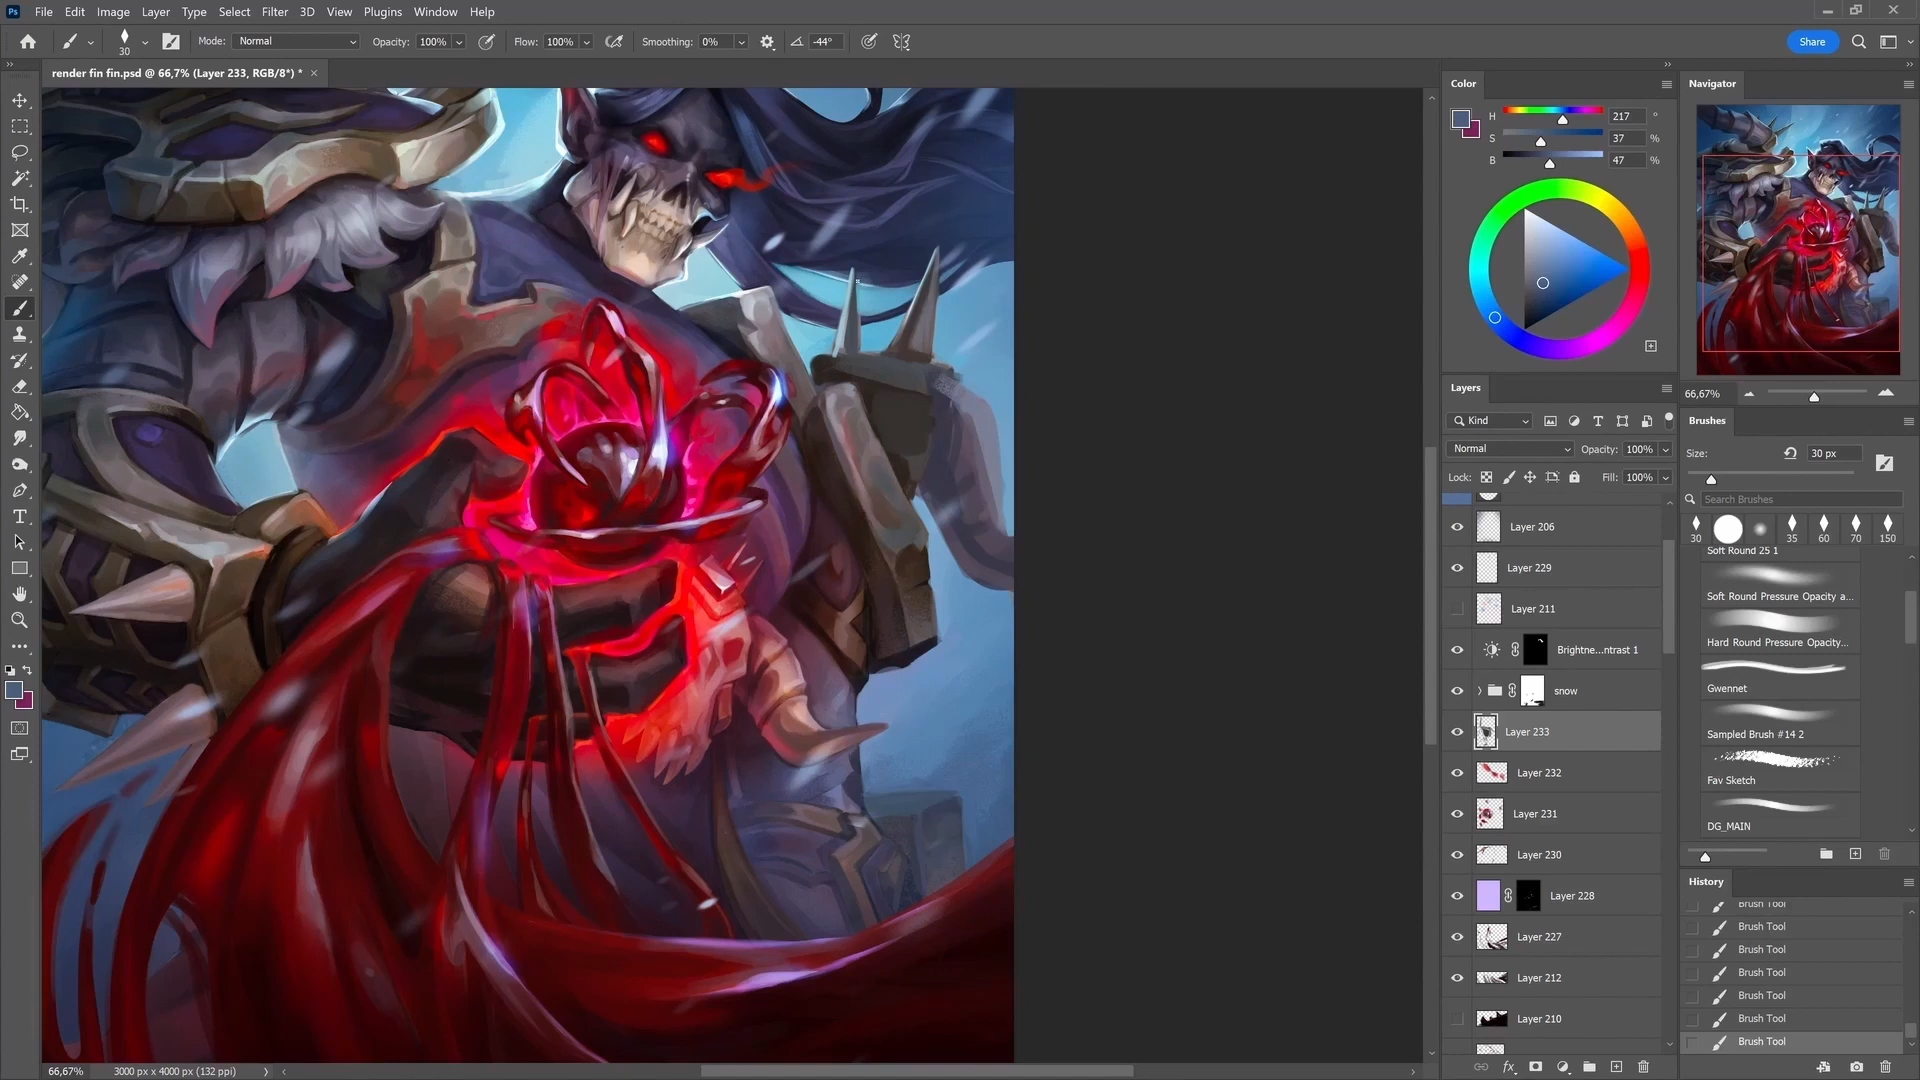 Ps File Edit Image Layer Type Select Filter 3D View Plugins Window Help
30 Mode: Normal Opacity: 100% Flow: 100% Smoothing: 0% -44° Share
render fin fin.psd @ 66,7% (Layer 233, RGB/8*) *
Color
H 217 °
S 37 %
B 47 %
Navigator
66,67%
Layers
Kind
Normal Opacity: 100%
Lock: Fill: 100%
Layer 206
Layer 229
Layer 211
Brightne...ntrast 1
snow
Layer 233
Layer 232
Layer 231
Layer 230
Layer 228
Layer 227
Layer 212
Layer 210
Brushes
Size: 30 px
Search Brushes
30 35 60 70 150
Soft Round 25 1
Soft Round Pressure Opacity a...
Hard Round Pressure Opacity...
Gwennet
Sampled Brush #14 2
Fav Sketch
DG_MAIN
History
Brush Tool
Brush Tool
Brush Tool
Brush Tool
Brush Tool
Brush Tool
Brush Tool
66,67% 3000 px x 4000 px (132 ppi)